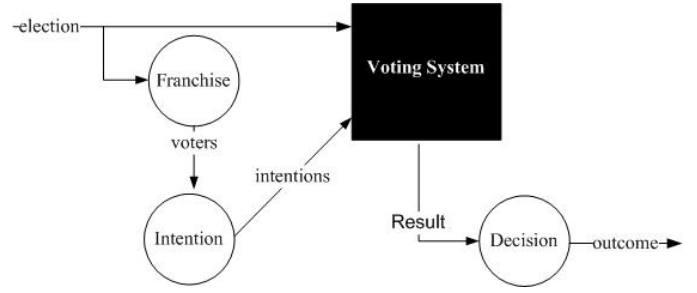 election
Franchise
Voting System
voters
intentions
Intention
Result
Decision
outcome